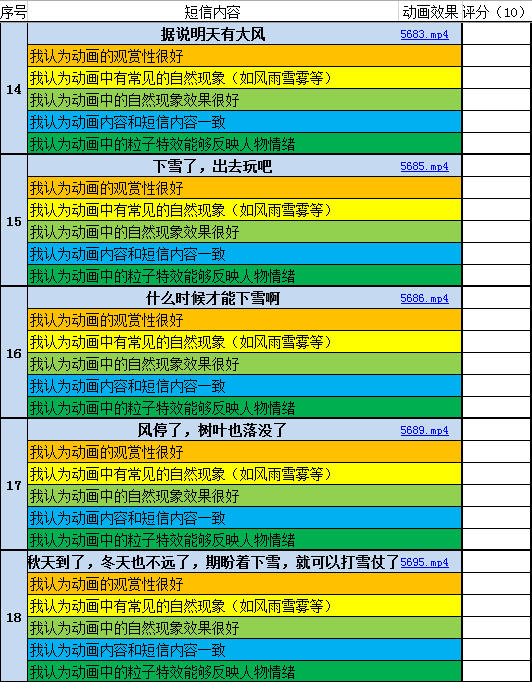 序号 短信内容 动画效果 评分（10）
据说明天有大风 5683.mp4
我认为动画的观赏性很好
我认为动画中有常见的自然现象（如风雨雪雾等）
14 我认为动画中的自然现象效果很好
我认为动画内容和短信内容一致
我认为动画中的粒子特效能够反映人物情绪
下雪了，出去玩吧 5685.mp4
我认为动画的观赏性很好
我认为动画中有常见的自然现象（如风雨雪雾等）
15 我认为动画中的自然现象效果很好
我认为动画内容和短信内容一致
我认为动画中的粒子特效能够反映人物情绪
什么时候才能下雪啊 5686.mp4
我认为动画的观赏性很好
我认为动画中有常见的自然现象（如风雨雪雾等）
16 我认为动画中的自然现象效果很好
我认为动画内容和短信内容一致
我认为动画中的粒子特效能够反映人物情绪
风停了，树叶也落没了 5689.mp4
我认为动画的观赏性很好
我认为动画中有常见的自然现象（如风雨雪雾等）
17 我认为动画中的自然现象效果很好
我认为动画内容和短信内容一致
我认为动画中的粒子特效能够反映人物情绪
秋天到了，冬天也不远了，期盼着下雪，就可以打雪仗了 5695.mp4
我认为动画的观赏性很好
我认为动画中有常见的自然现象（如风雨雪雾等）
18 我认为动画中的自然现象效果很好
我认为动画内容和短信内容一致
我认为动画中的粒子特效能够反映人物情绪